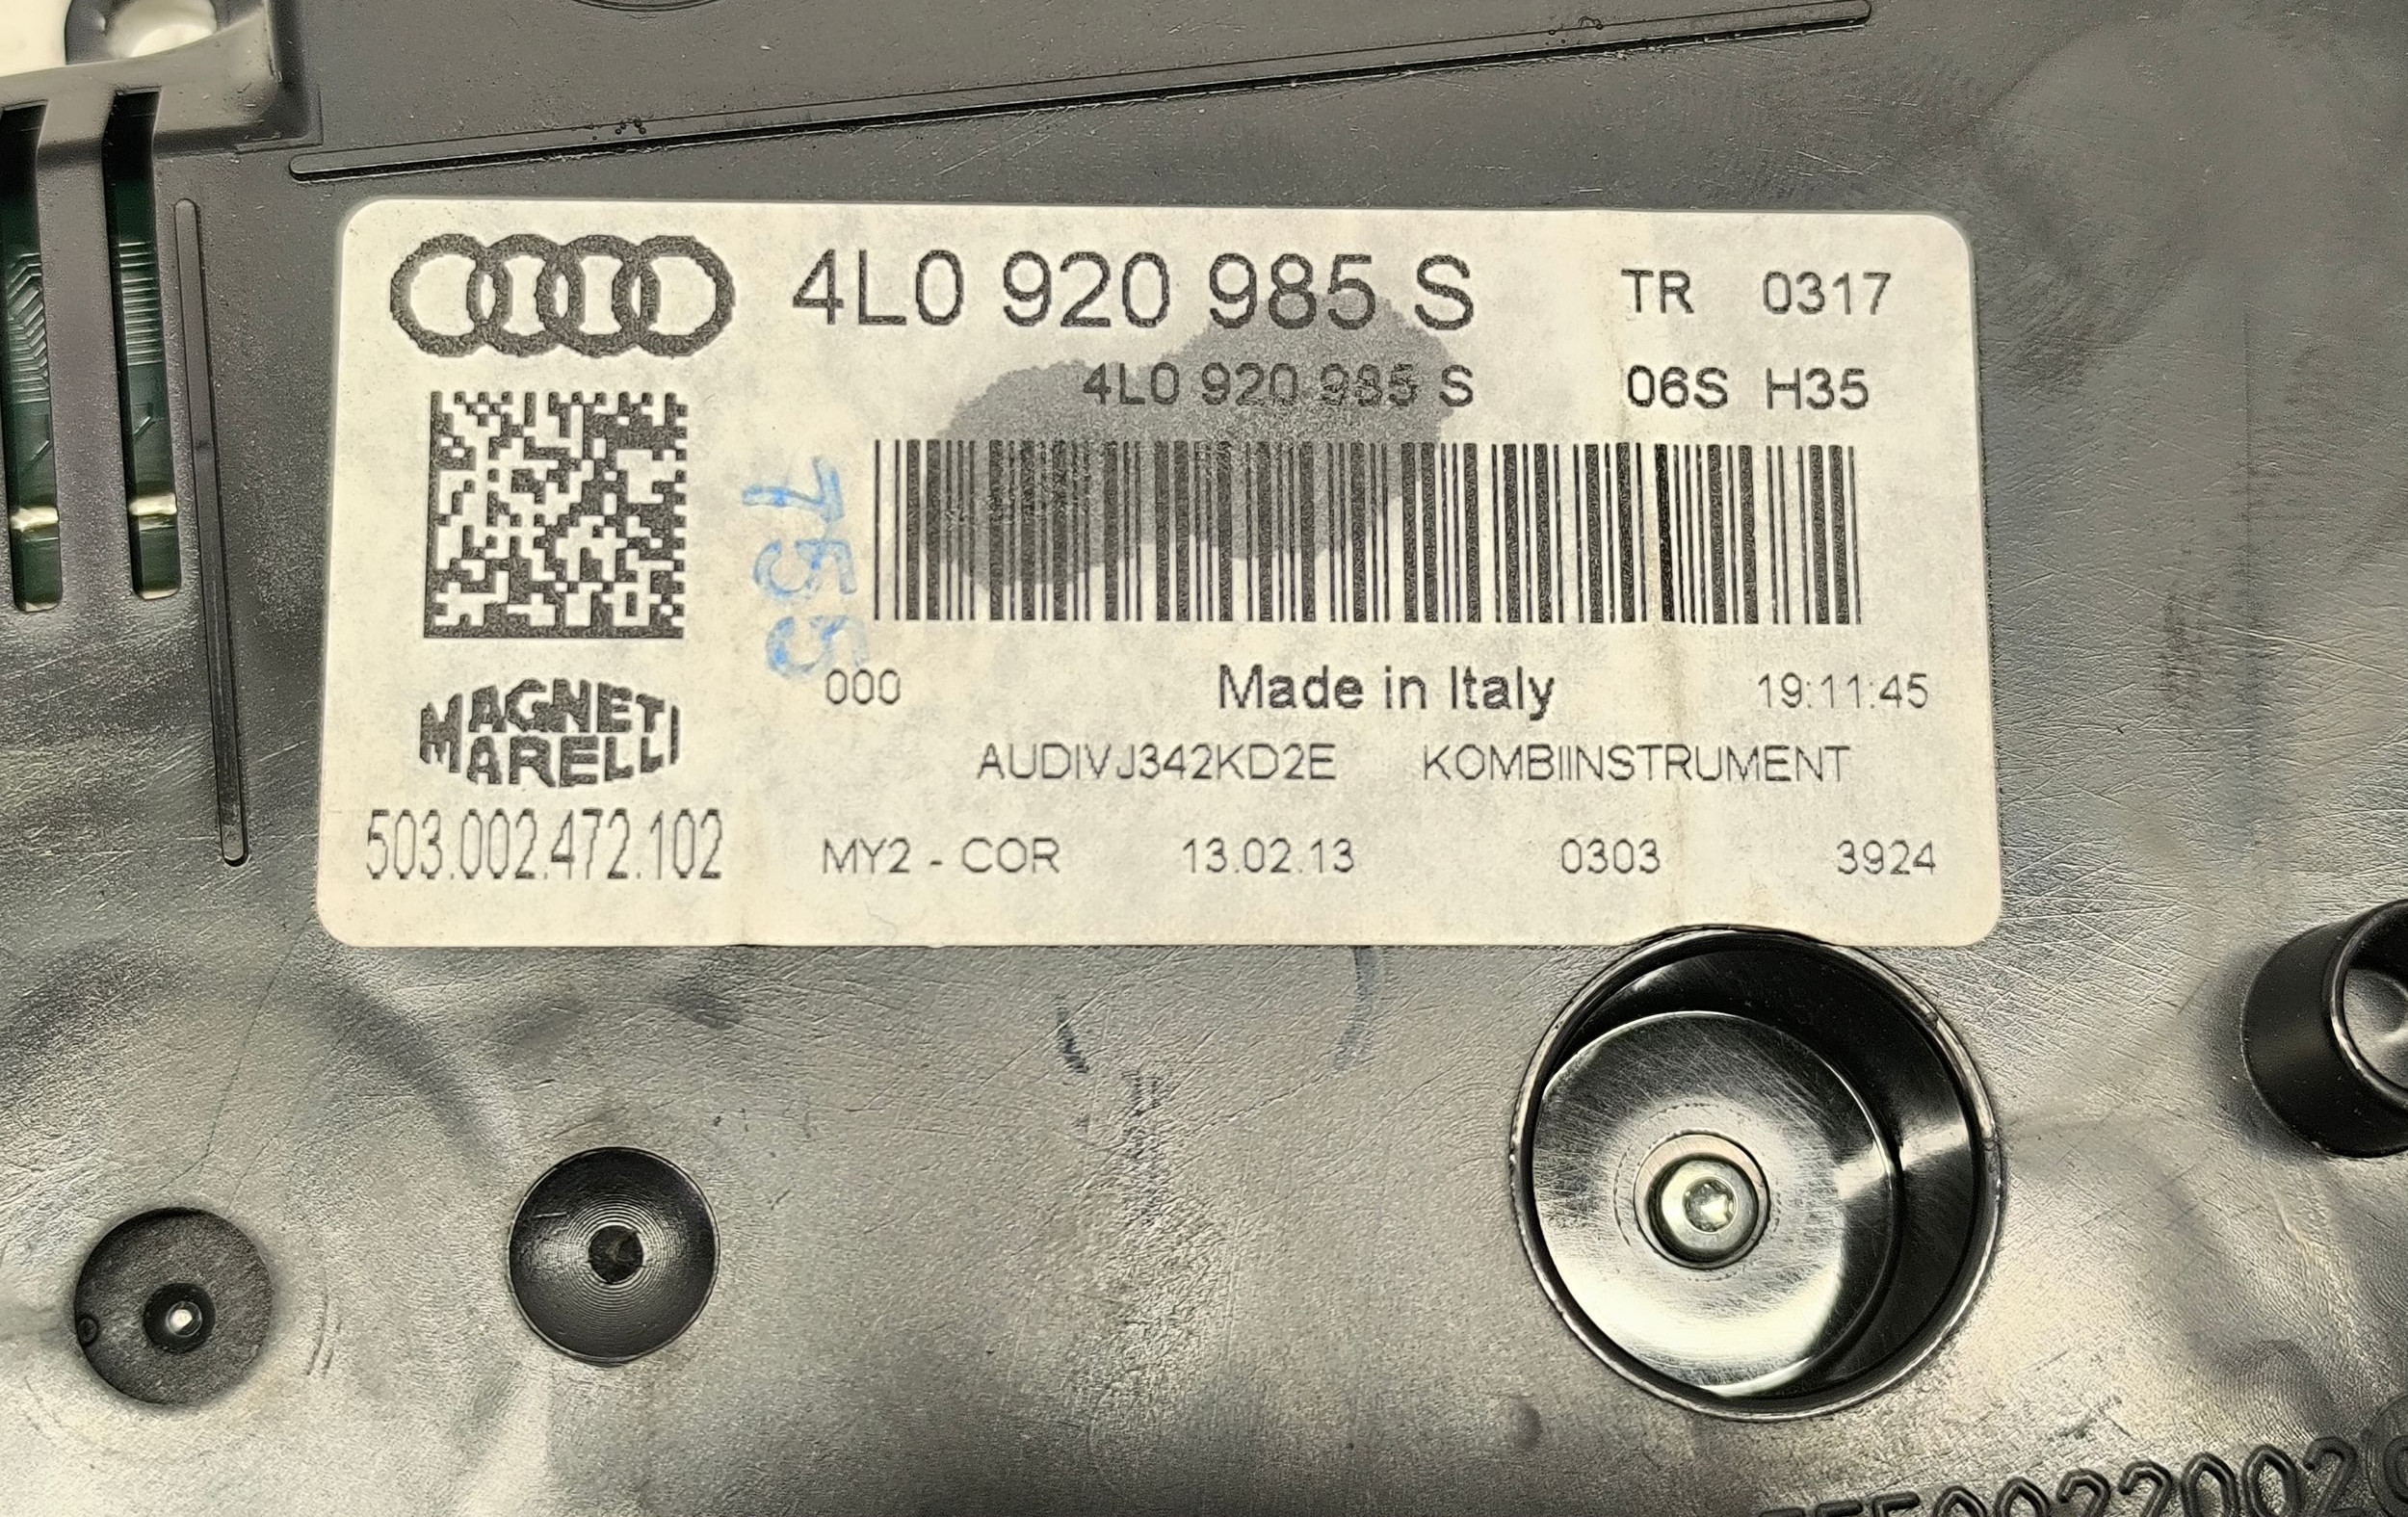 4L0 920 985 S TR 0317
4L0 920 985 S 06S H35
755
000 Made in Italy 19:11:45
MAGNETI
MARELLI
AUDIVJ342KD2E KOMBIINSTRUMENT
503.002.472.102 MY2 - COR 13.02.13 0303 3924